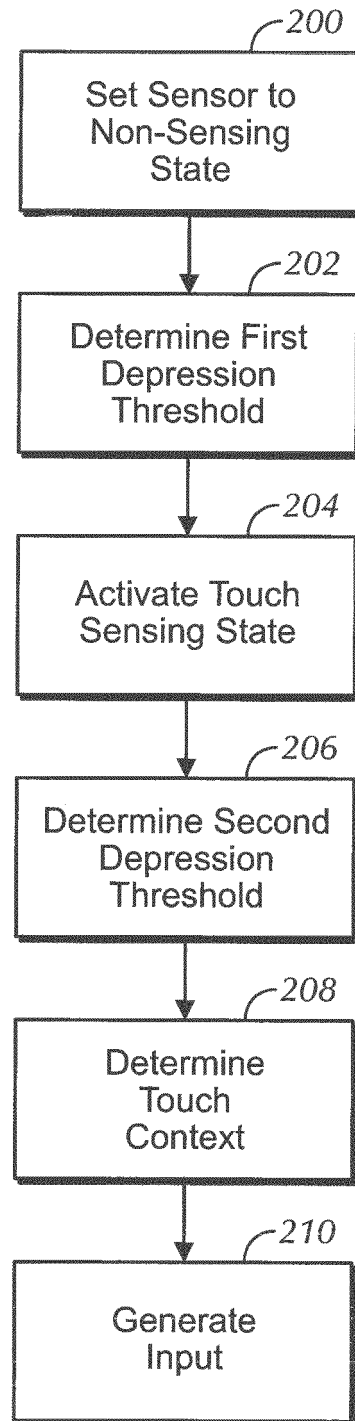 200
Set Sensor to
Non-Sensing
State
202
Determine First
Depression
Threshold
204
Activate Touch
Sensing State
206
Determine Second
Depression
Threshold
208
Determine
Touch
Context
210
Generate
Input